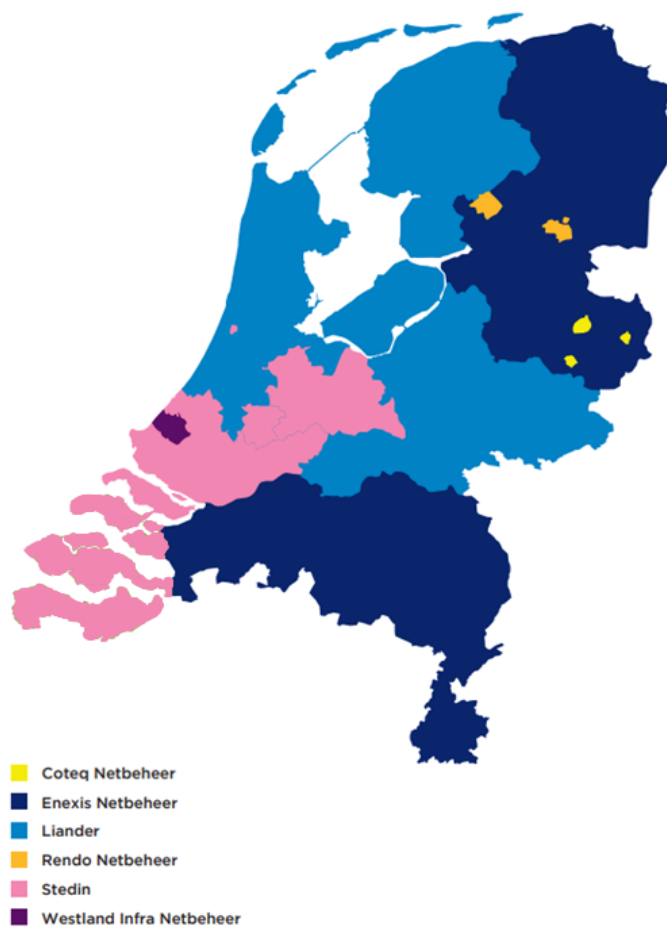 Coteq Netbeheer
Enexis Netbeheer
Liander
Rendo Netbeheer
Stedin
Westland Infra Netbeheer